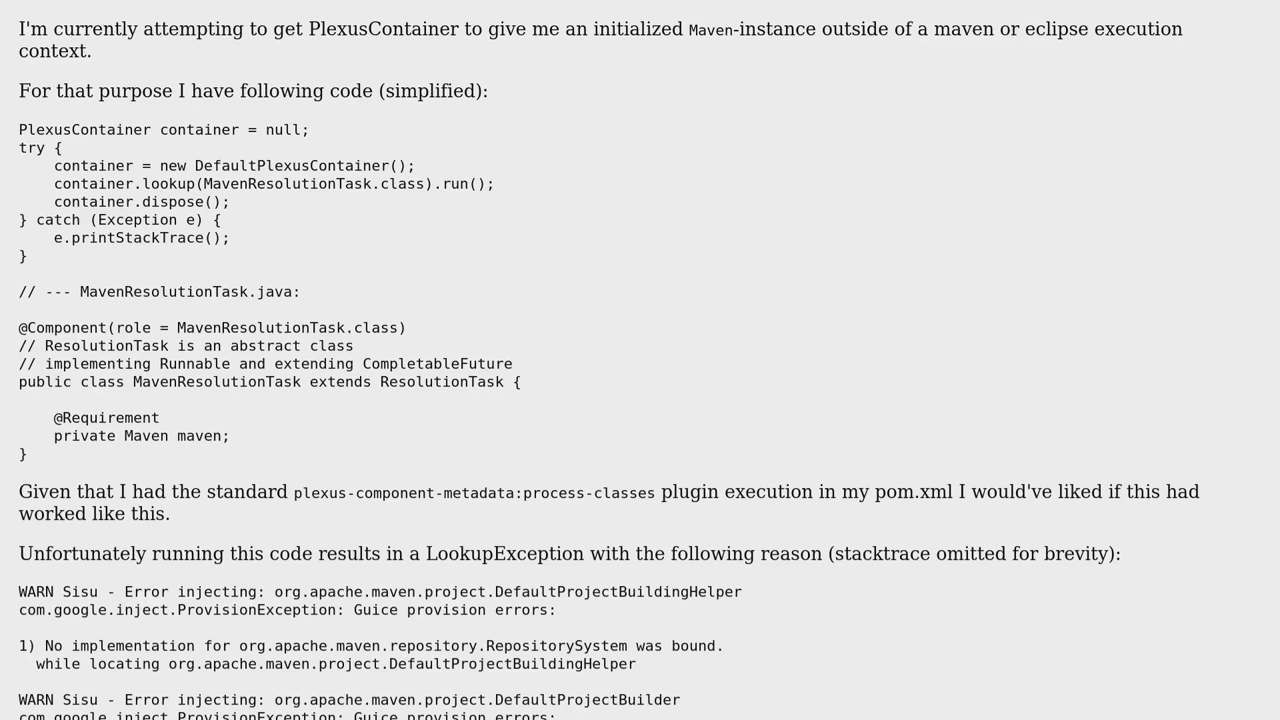 I'm currently attempting to get PlexusContainer to give me an initialized Maven-instance outside of a maven or eclipse execution
context.
For that purpose I have following code (simplified):
PlexusContainer container = null;
try {
    container = new DefaultPlexusContainer();
    container.lookup(MavenResolutionTask.class).run();
    container.dispose();
} catch (Exception e) {
    e.printStackTrace();
}
// --- MavenResolutionTask.java:
@Component(role = MavenResolutionTask.class)
// ResolutionTask is an abstract class
// implementing Runnable and extending CompletableFuture
public class MavenResolutionTask extends ResolutionTask {
    @Requirement
    private Maven maven;
}
Given that I had the standard plexus-component-metadata:process-classes plugin execution in my pom.xml I would've liked if this had
worked like this.
Unfortunately running this code results in a LookupException with the following reason (stacktrace omitted for brevity):
WARN Sisu - Error injecting: org.apache.maven.project.DefaultProjectBuildingHelper
com.google.inject.ProvisionException: Guice provision errors:
1) No implementation for org.apache.maven.repository.RepositorySystem was bound.
  while locating org.apache.maven.project.DefaultProjectBuildingHelper
WARN Sisu - Error injecting: org.apache.maven.project.DefaultProjectBuilder
com.google.inject.ProvisionException: Guice provision errors: